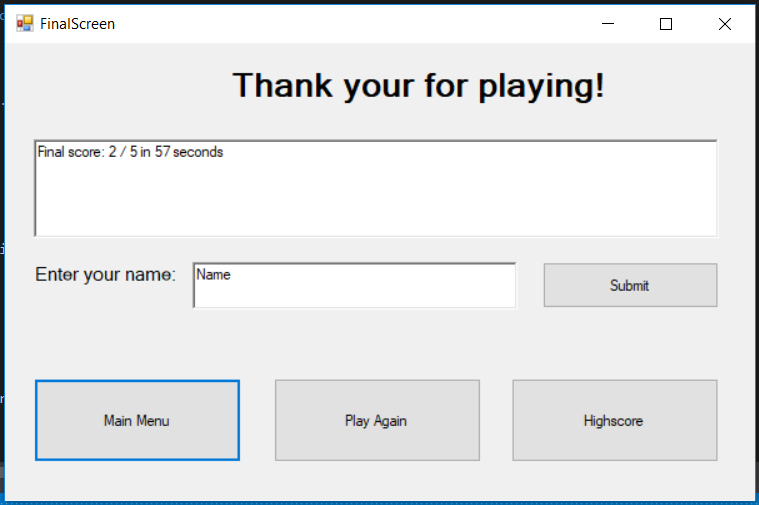 FinalScreen
Thank your for playing!
Final score: 2 / 5 in 57 seconds
Enter your name: Name Submit
Main Menu Play Again Highscore